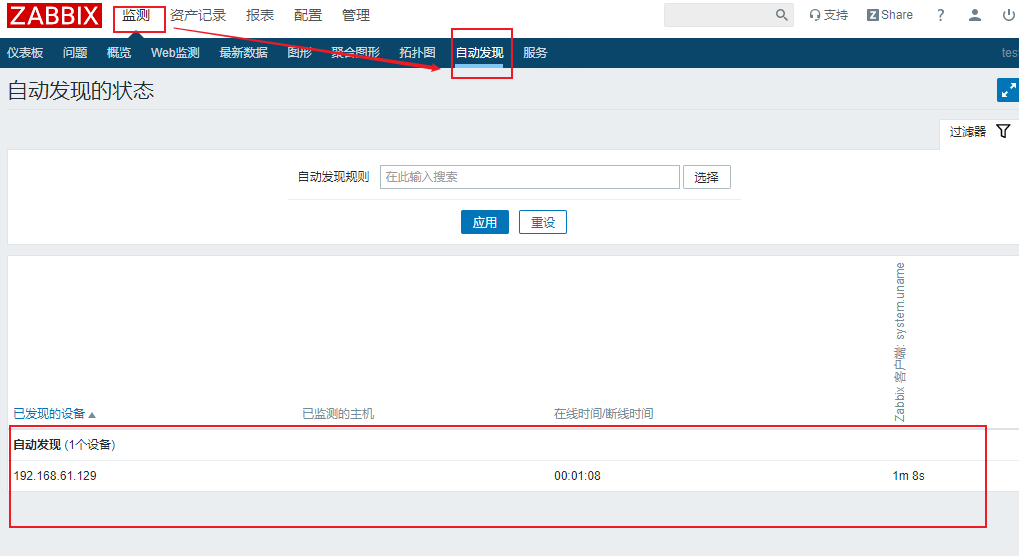 ZABBIX 监测 资产记录 报表 配置 管理 支持 Z Share ?
仪表板 问题 概览 Web监测 最新数据 图形 聚合图形 拓扑图 自动发现 服务 tes
自动发现的状态
过滤器
自动发现规则 在此输入搜索 选择
应用 重设
Zabbix 客户端: system.uname
已发现的设备 已监测的主机 在线时间/断线时间
自动发现 (1个设备)
192.168.61.129 00:01:08 1m 8s